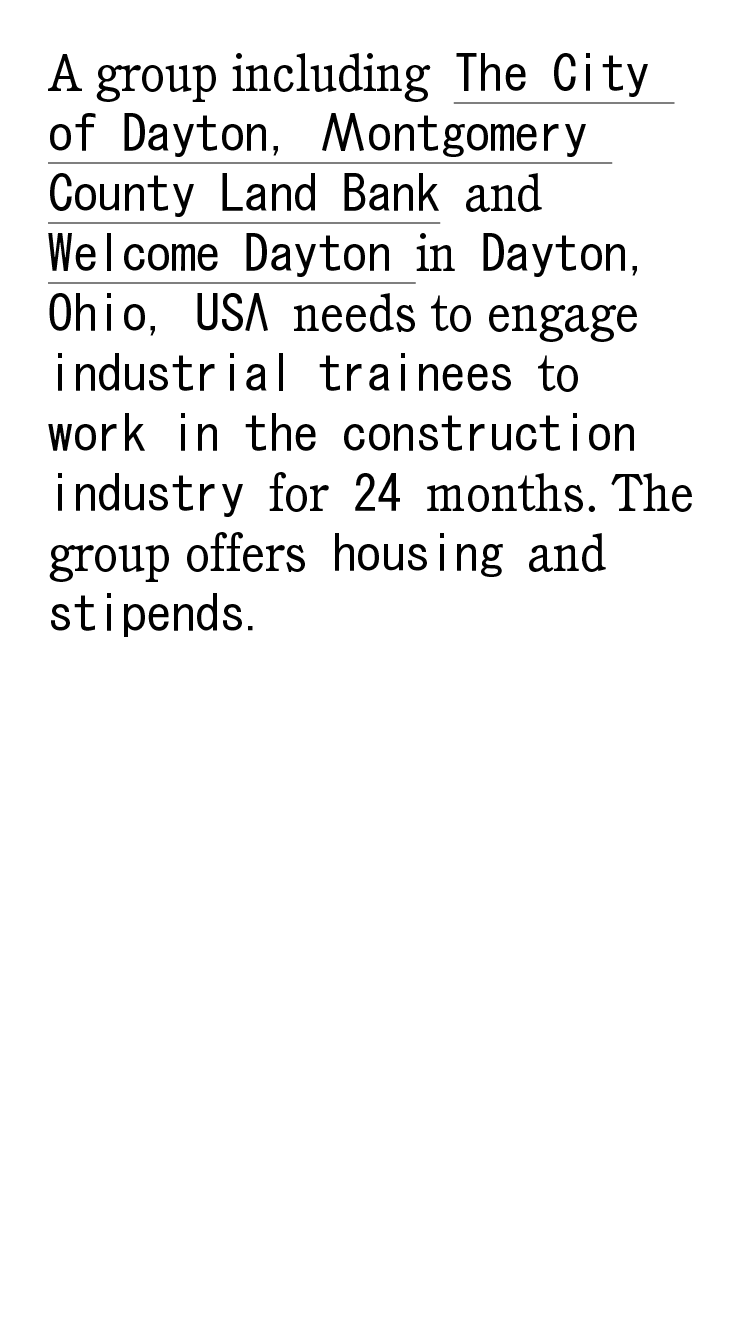 A group including The City
of Dayton, Montgomery
County Land Bank and
Welcome Dayton in Dayton,
Ohio, USA needs to engage
industrial trainees to
work in the construction
industry for 24 months. The
group offers housing and
stipends.